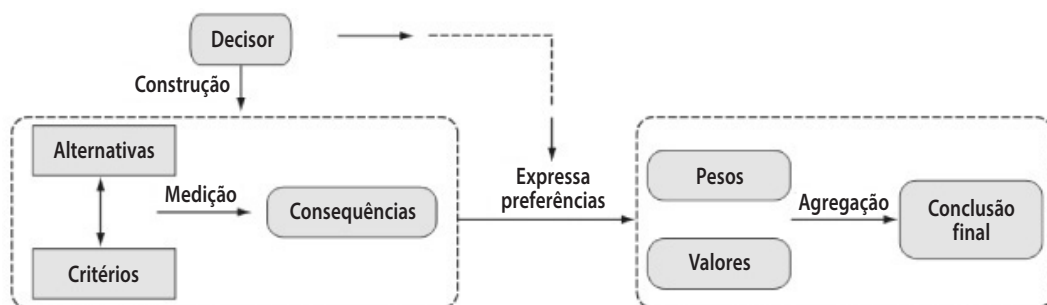 Decisor
Construção
Alternativas
Medição
Consequências
Critérios
Expressa
preferências
Pesos
Valores
Agregação
Conclusão
final